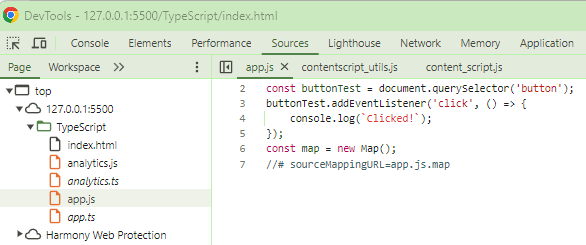 DevTools - 127.0.0.1:5500/TypeScript/index.html
Console Elements Performance Sources Lighthouse Network Memory Application
Page Workspace »
app.js × contentscript_utils.js content_script.js
top
127.0.0.1:5500
TypeScript
index.html
analytics.js
analytics.ts
app.js
app.ts
Harmony Web Protection
2 const buttonTest = document.querySelector('button');
3 buttonTest.addEventListener('click', () => {
4 console.log(`Clicked!`);
5 });
6 const map = new Map();
7 //# sourceMappingURL=app.js.map